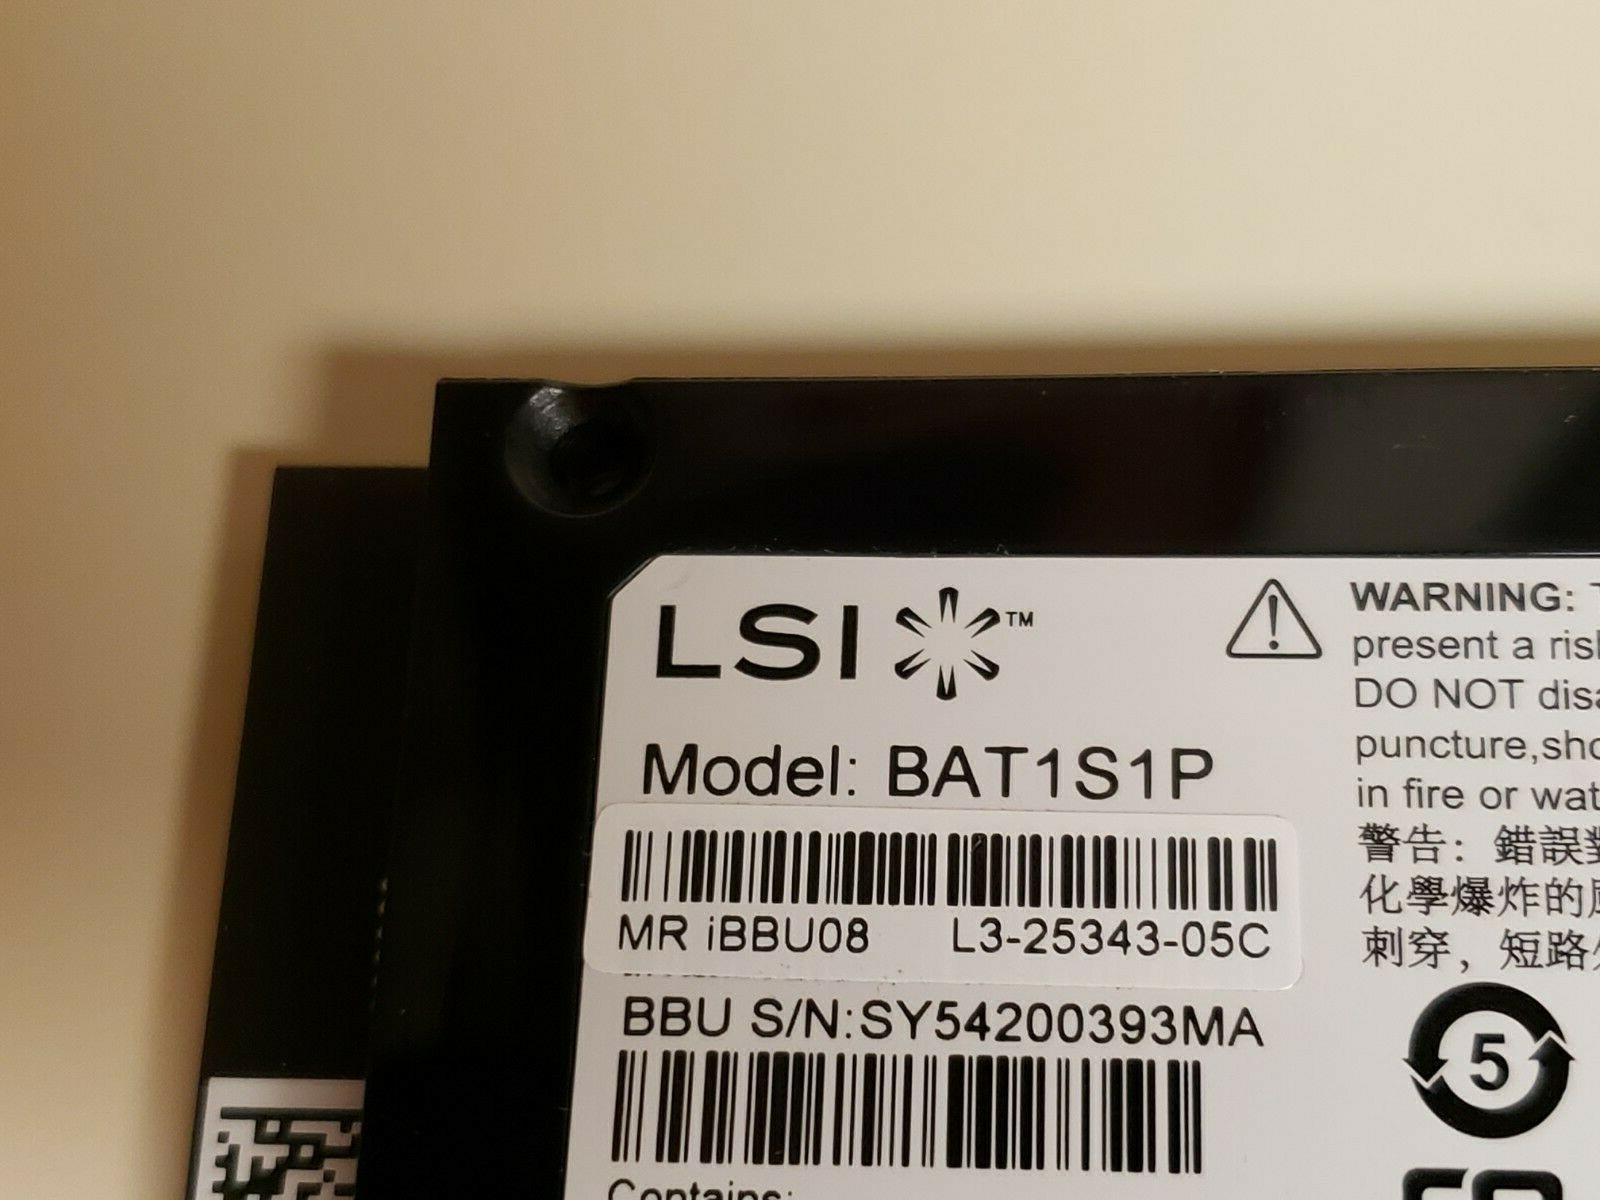 LSI ™
Model: BAT1S1P
MR iBBU08 L3-25343-05C
BBU S/N:SY54200393MA
Contains:
WARNING:
present a
DO NOT
puncture,
in fire or
警告：錯誤
化學爆炸的
刺穿，短路
5